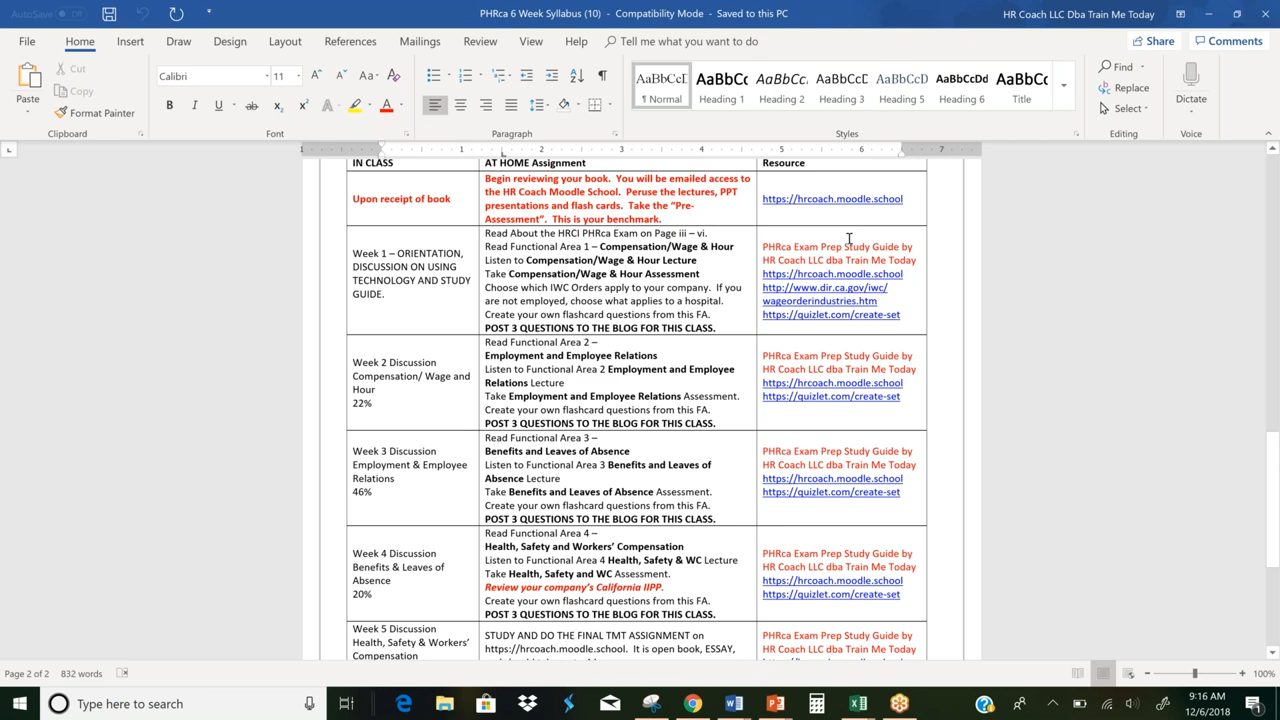 AutoSave Off
PHRca 6 Week Syllabus (10) - Compatibility Mode - Saved to this PC
HR Coach LLC Dba Train Me Today
File Home Insert Draw Design Layout References Mailings Review View Help Tell me what you want to do
Share Comments
Paste
Cut
Copy
Format Painter
Clipboard
Calibri 11
Font
Paragraph
AaBbCcD
¶ Normal
AaBbCc
Heading 1
AaBbCcI
Heading 2
AaBbCcD
Heading 3
AaBbCcD
Heading 5
AaBbCcDd
Heading 6
AaBbCc
Title
Styles
Find
Replace
Select
Editing
Dictate
Voice
1 1 2 3 4 5 6 7
IN CLASS
AT HOME Assignment
Resource
Upon receipt of book
Begin reviewing your book. You will be emailed access to
the HR Coach Moodle School. Peruse the lectures, PPT
presentations and flash cards. Take the “Pre-
Assessment”. This is your benchmark.
https://hrcoach.moodle.school
Week 1 – ORIENTATION,
DISCUSSION ON USING
TECHNOLOGY AND STUDY
GUIDE.
Read About the HRCI PHRca Exam on Page iii – vi.
Read Functional Area 1 – Compensation/Wage & Hour
Listen to Compensation/Wage & Hour Lecture
Take Compensation/Wage & Hour Assessment
Choose which IWC Orders apply to your company. If you
are not employed, choose what applies to a hospital.
Create your own flashcard questions from this FA.
POST 3 QUESTIONS TO THE BLOG FOR THIS CLASS.
PHRca Exam Prep Study Guide by
HR Coach LLC dba Train Me Today
https://hrcoach.moodle.school
http://www.dir.ca.gov/iwc/
wageorderindustries.htm
https://quizlet.com/create-set
Week 2 Discussion
Compensation/ Wage and
Hour
22%
Read Functional Area 2 –
Employment and Employee Relations
Listen to Functional Area 2 Employment and Employee
Relations Lecture
Take Employment and Employee Relations Assessment.
Create your own flashcard questions from this FA.
POST 3 QUESTIONS TO THE BLOG FOR THIS CLASS.
PHRca Exam Prep Study Guide by
HR Coach LLC dba Train Me Today
https://hrcoach.moodle.school
https://quizlet.com/create-set
Week 3 Discussion
Employment & Employee
Relations
46%
Read Functional Area 3 –
Benefits and Leaves of Absence
Listen to Functional Area 3 Benefits and Leaves of
Absence Lecture
Take Benefits and Leaves of Absence Assessment.
Create your own flashcard questions from this FA.
POST 3 QUESTIONS TO THE BLOG FOR THIS CLASS.
PHRca Exam Prep Study Guide by
HR Coach LLC dba Train Me Today
https://hrcoach.moodle.school
https://quizlet.com/create-set
Week 4 Discussion
Benefits & Leaves of
Absence
20%
Read Functional Area 4 –
Health, Safety and Workers’ Compensation
Listen to Functional Area 4 Health, Safety & WC Lecture
Take Health, Safety and WC Assessment.
Review your company’s California IIPP.
Create your own flashcard questions from this FA.
POST 3 QUESTIONS TO THE BLOG FOR THIS CLASS.
PHRca Exam Prep Study Guide by
HR Coach LLC dba Train Me Today
https://hrcoach.moodle.school
https://quizlet.com/create-set
Week 5 Discussion
Health, Safety & Workers’
Compensation
STUDY AND DO THE FINAL TMT ASSIGNMENT on
https://hrcoach.moodle.school. It is open book, ESSAY,
PHRca Exam Prep Study Guide by
HR Coach LLC dba Train Me Today
Page 2 of 2 832 words
100%
Type here to search
9:16 AM
12/6/2018